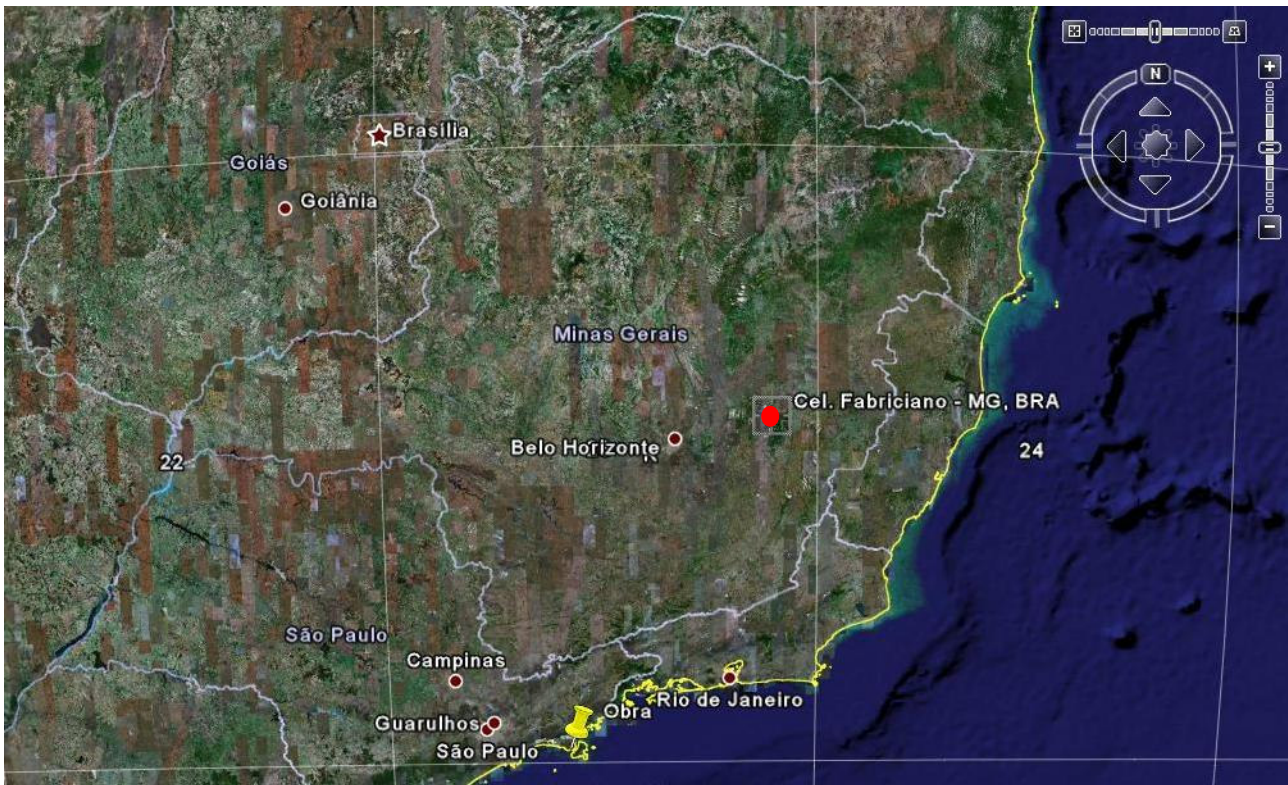 N
Brasília
Goiás
Goiânia
Minas Gerais
Cel. Fabriciano - MG, BRA
Belo Horizonte
24
22
São Paulo
Campinas
Obra
Rio de Janeiro
Guarulhos
São Paulo